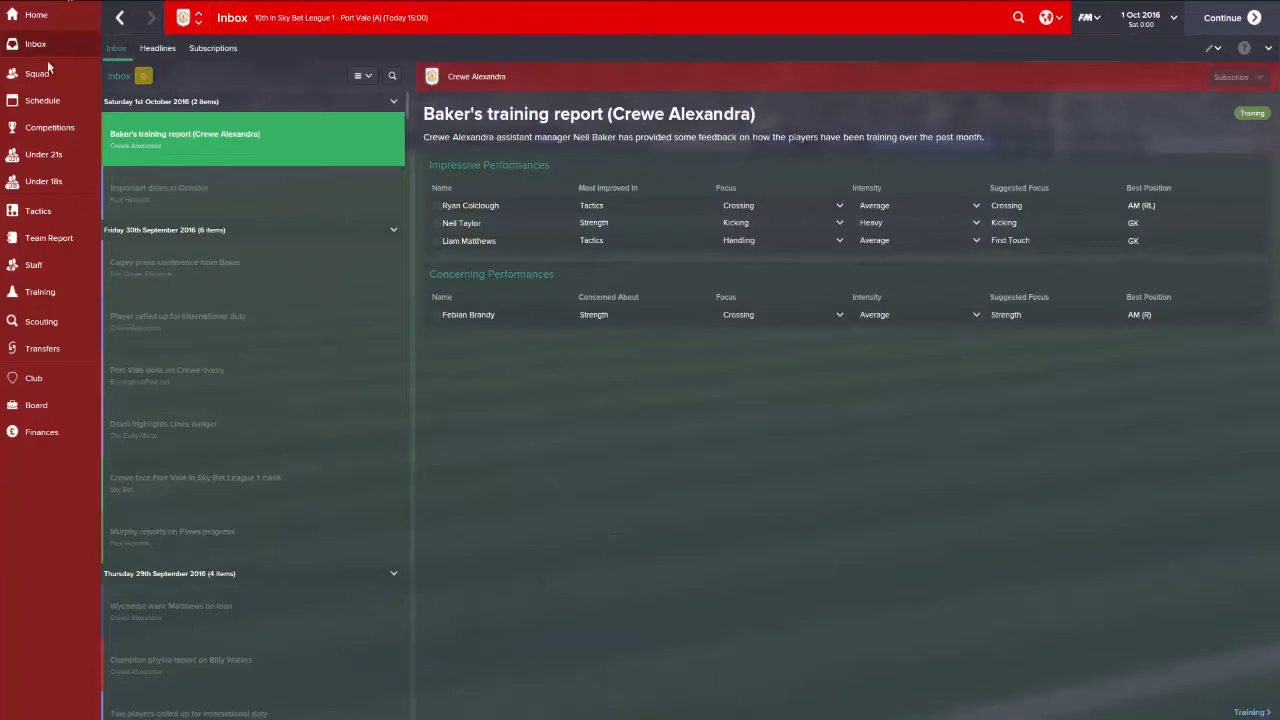 Home
Inbox
Squad
Schedule
Competitions
Under 21s
Under 18s
Tactics
Team Report
Staff
Training
Scouting
Transfers
Club
Board
Finances
Inbox 10th in Sky Bet League 1 - Port Vale (A) (Today 15:00)
FM
1 Oct 2016
Sat 0:00
Continue
Inbox Headlines Subscriptions
Inbox 0
Saturday 1st October 2016 (2 items)
Baker's training report (Crewe Alexandra)
Crewe Alexandra
Important dates in October
Friday 30th September 2016 (6 items)
Cagey press conference from Baker
Player called up for international duty
Crewe Alexandra
Port Vale boss on Crewe rivalry
Davis highlights Lines danger
Crewe face Port Vale in Sky Bet League 1 clash
Sky Bet
Murphy reports on Plows progress
Thursday 29th September 2016 (4 items)
Wycombe want Matthews on loan
Crewe Alexandra
Crampton physio report on Billy Waters
Crewe Alexandra
Two players called up for international duty
Crewe Alexandra
Subscribe
Baker's training report (Crewe Alexandra)
Training
Crewe Alexandra assistant manager Neil Baker has provided some feedback on how the players have been training over the past month.
Impressive Performances
Name Most Improved In Focus Intensity Suggested Focus Best Position
Ryan Colclough Tactics Crossing Average Crossing AM (RL)
Neil Taylor Strength Kicking Heavy Kicking GK
Liam Matthews Tactics Handling Average First Touch GK
Concerning Performances
Name Concerned About Focus Intensity Suggested Focus Best Position
Febian Brandy Strength Crossing Average Strength AM (R)
Training >